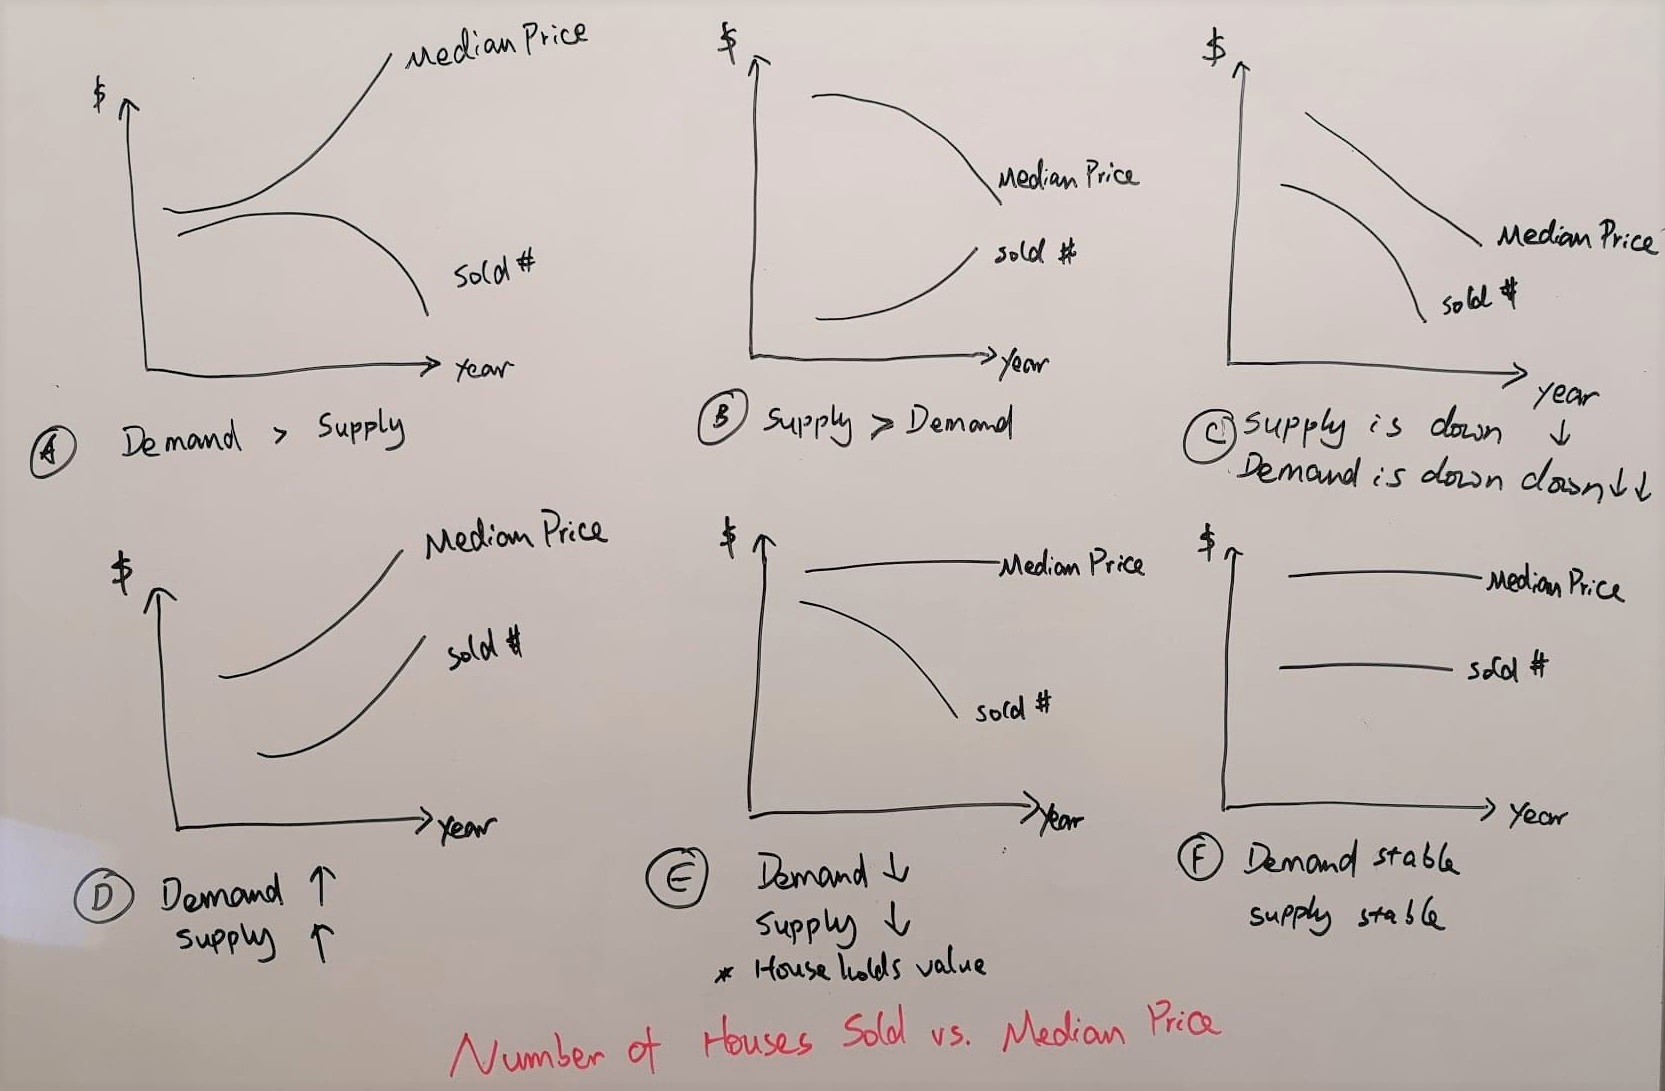 $
Median Price
sold #
Year
A Demand > Supply
$
Median Price
sold #
Year
B Supply > Demand
$
Median Price
sold #
year
C Supply is down ↓
Demand is down down ↓↓
$
Median Price
sold #
Year
D Demand ↑
supply ↑
$
Median Price
sold #
Year
E Demand ↓
supply ↓
* House holds value
$
Median Price
sold #
Year
F Demand stable
supply stable
Number of Houses Sold vs. Median Price